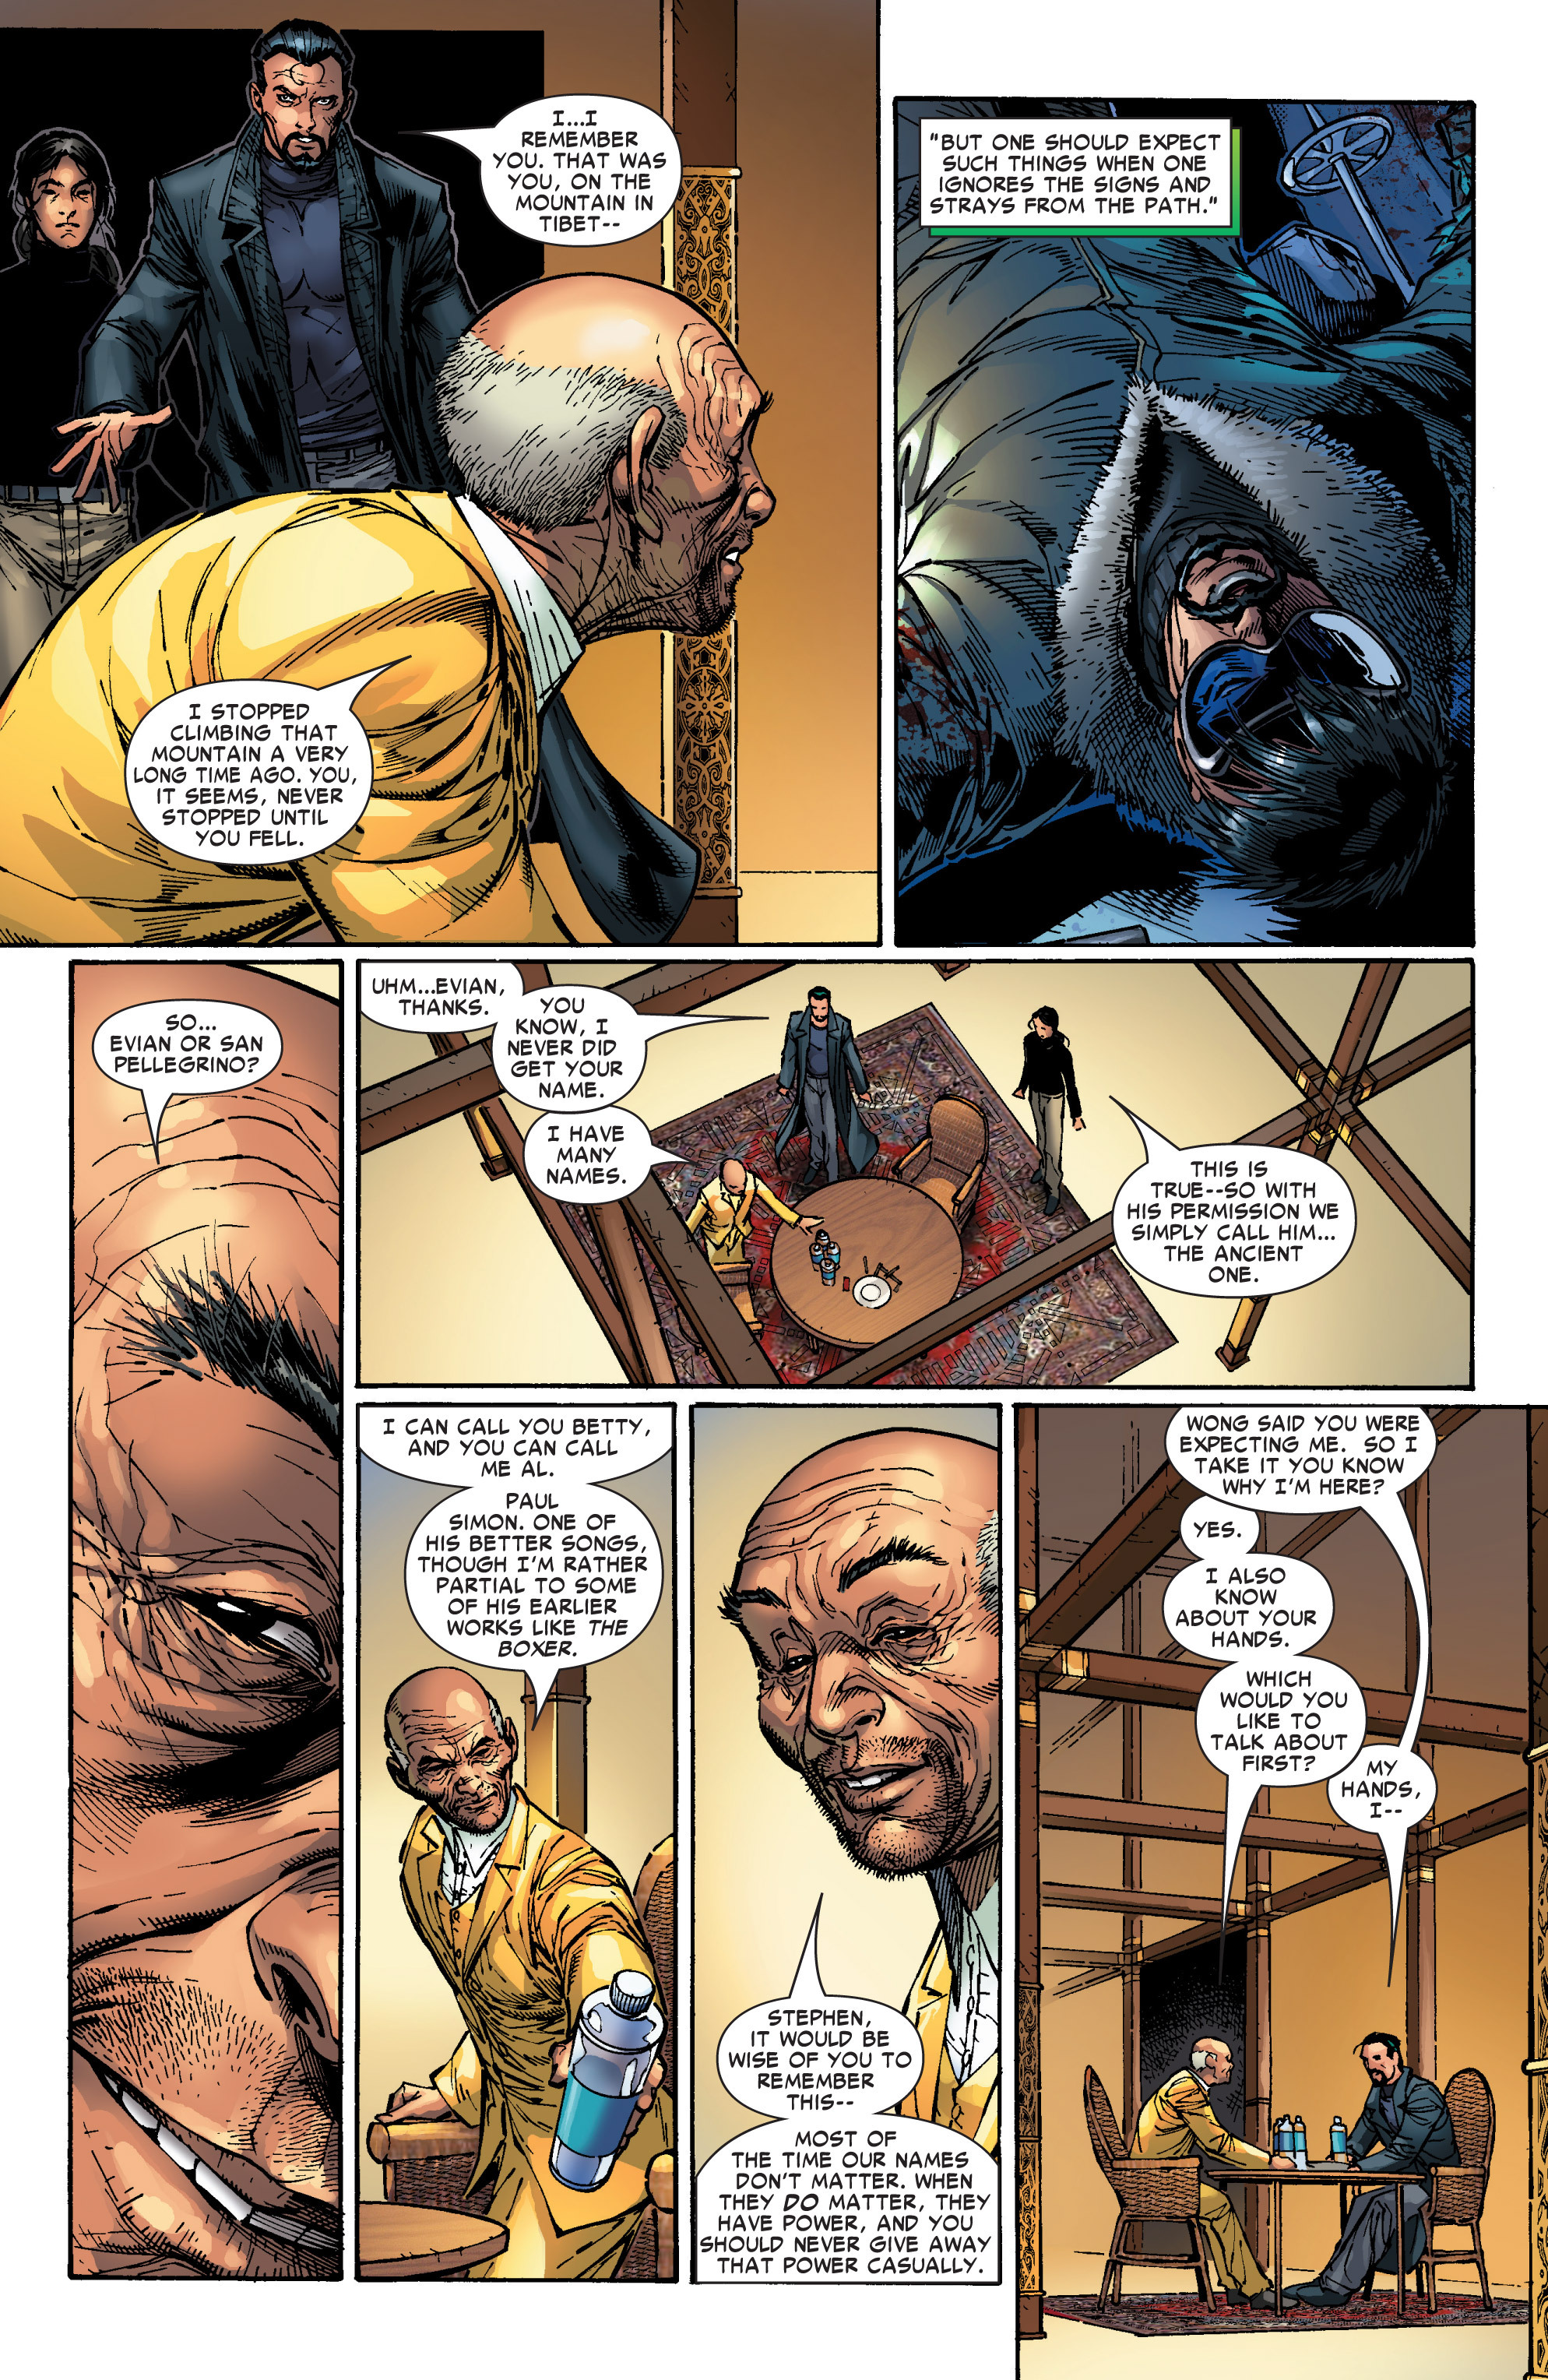 I...I
REMEMBER
YOU. THAT WAS
YOU, ON THE
MOUNTAIN IN
TIBET--
I STOPPED
CLIMBING THAT
MOUNTAIN A VERY
LONG TIME AGO. YOU,
IT SEEMS, NEVER
STOPPED UNTIL
YOU FELL.
"BUT ONE SHOULD EXPECT
SUCH THINGS WHEN ONE
IGNORES THE SIGNS AND
STRAYS FROM THE PATH."
SO...
EVIAN OR SAN
PELLEGRINO?
UHM...EVIAN,
THANKS.
YOU
KNOW, I
NEVER DID
GET YOUR
NAME.
I HAVE
MANY
NAMES.
THIS IS
TRUE--SO WITH
HIS PERMISSION WE
SIMPLY CALL HIM...
THE ANCIENT
ONE.
I CAN CALL YOU BETTY,
AND YOU CAN CALL
ME AL.
PAUL
SIMON. ONE OF
HIS BETTER SONGS,
THOUGH I'M RATHER
PARTIAL TO SOME
OF HIS EARLIER
WORKS LIKE THE
BOXER.
STEPHEN,
IT WOULD BE
WISE OF YOU TO
REMEMBER
THIS--
MOST OF
THE TIME OUR NAMES
DON'T MATTER. WHEN
THEY DO MATTER, THEY
HAVE POWER, AND YOU
SHOULD NEVER GIVE AWAY
THAT POWER CASUALLY.
WONG SAID YOU WERE
EXPECTING ME. SO I
TAKE IT YOU KNOW
WHY I'M HERE?
YES.
I ALSO
KNOW
ABOUT YOUR
HANDS.
WHICH
WOULD YOU
LIKE TO
TALK ABOUT
FIRST?
MY
HANDS,
I--